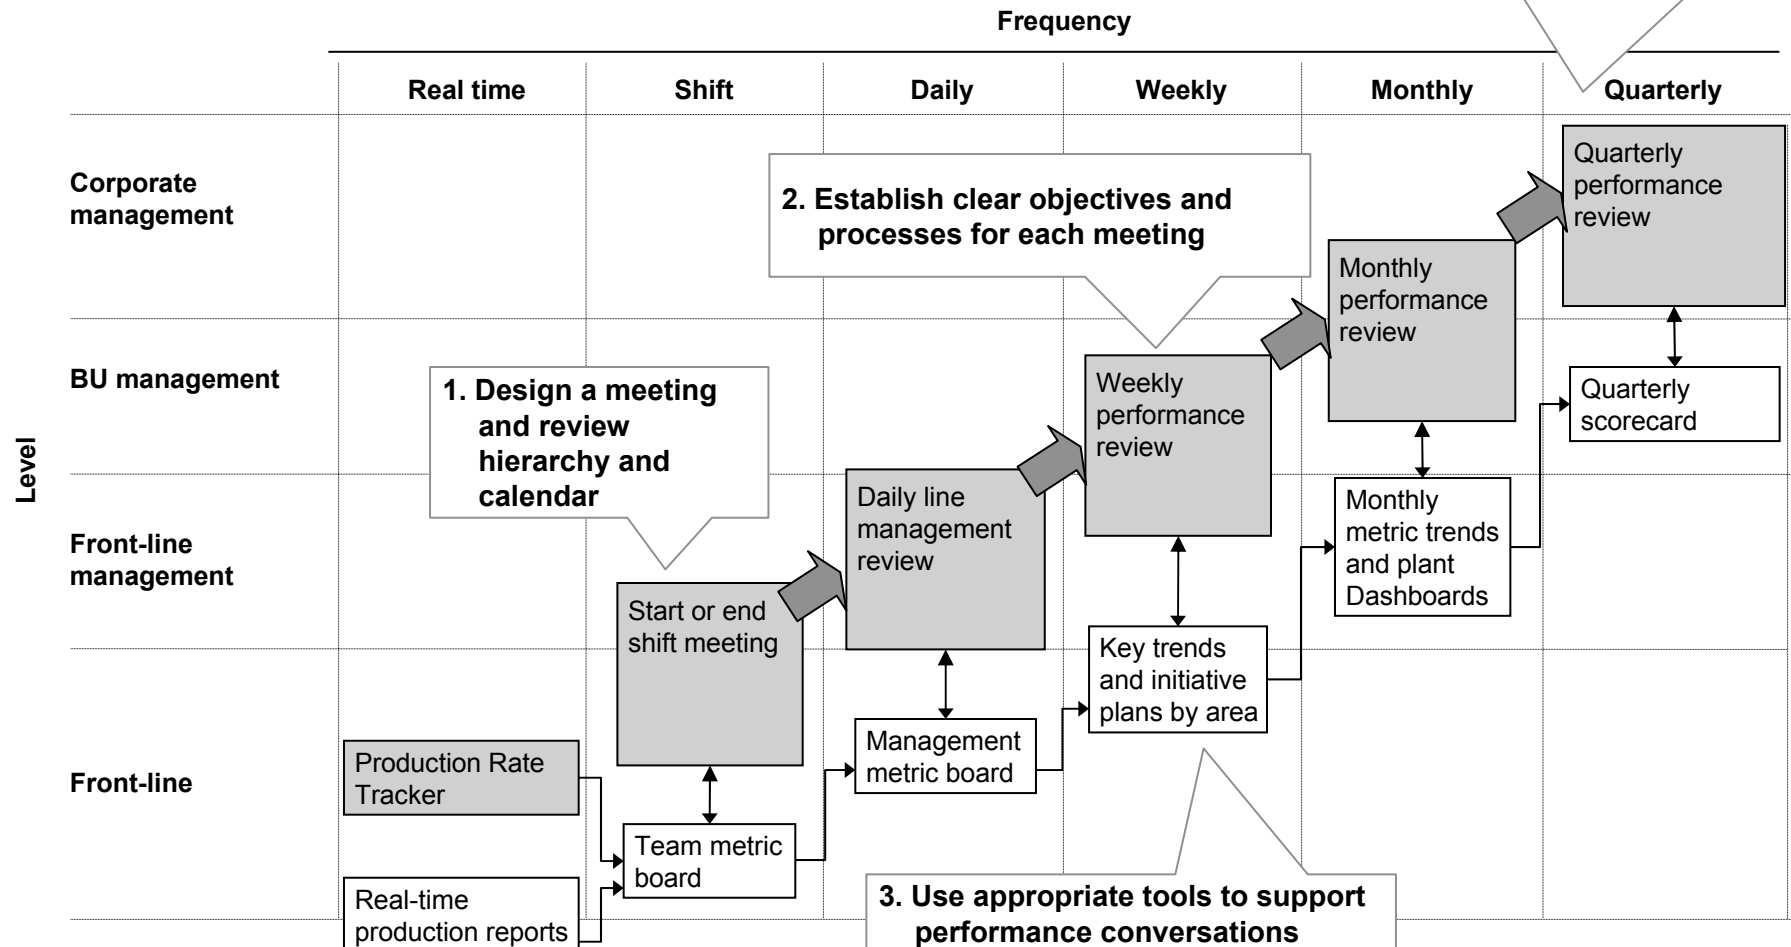 Frequency
Real time
Shift
Daily
Weekly
Monthly
Quarterly
Level
Corporate
management
BU management
Front-line
management
Front-line
1. Design a meeting
and review
hierarchy and
calendar
2. Establish clear objectives and
processes for each meeting
3. Use appropriate tools to support
performance conversations
Quarterly
performance
review
Monthly
performance
review
Weekly
performance
review
Daily line
management
review
Start or end
shift meeting
Production Rate
Tracker
Real-time
production reports
Team metric
board
Management
metric board
Key trends
and initiative
plans by area
Monthly
metric trends
and plant
Dashboards
Quarterly
scorecard